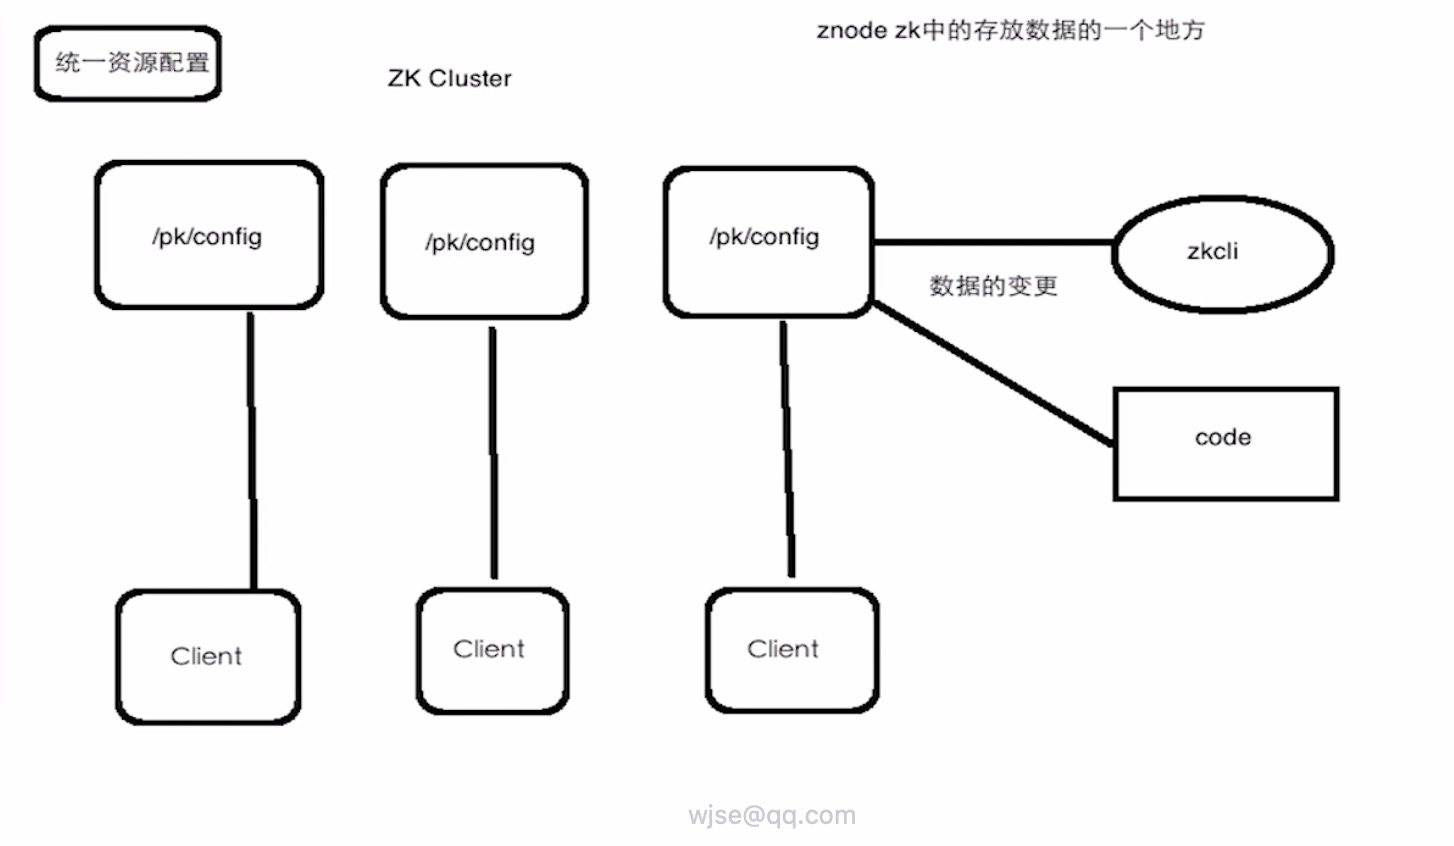 znode zk中的存放数据的一个地方
统一资源配置
ZK Cluster
/pk/config
/pk/config
/pk/config
zkcli
数据的变更
code
Client
Client
Client
wjse@qq.com